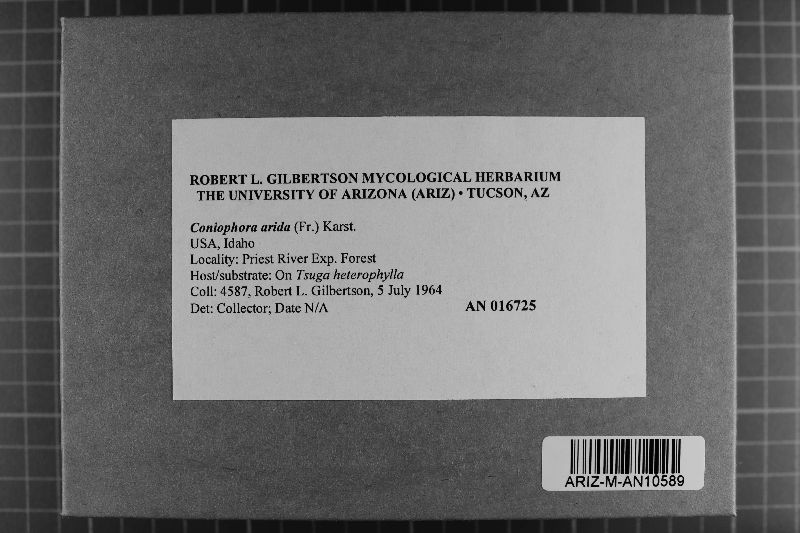 ROBERT L. GILBERTSON MYCOLOGICAL HERBARIUM
THE UNIVERSITY OF ARIZONA (ARIZ) • TUCSON, AZ
Coniophora arida (Fr.) Karst.
USA, Idaho
Locality: Priest River Exp. Forest
Host/substrate: On Tsuga heterophylla
Coll: 4587, Robert L. Gilbertson, 5 July 1964
Det: Collector; Date N/A AN 016725
ARIZ-M-AN10589